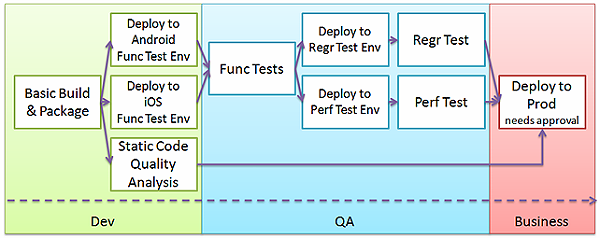 Basic Build
& Package
Deploy to
Android
Func Test Env
Deploy to
iOS
Func Test Env
Static Code
Quality
Analysis
Func Tests
Deploy to
Regr Test Env
Deploy to
Perf Test Env
Regr Test
Perf Test
Deploy to
Prod
needs approval
Dev
QA
Business